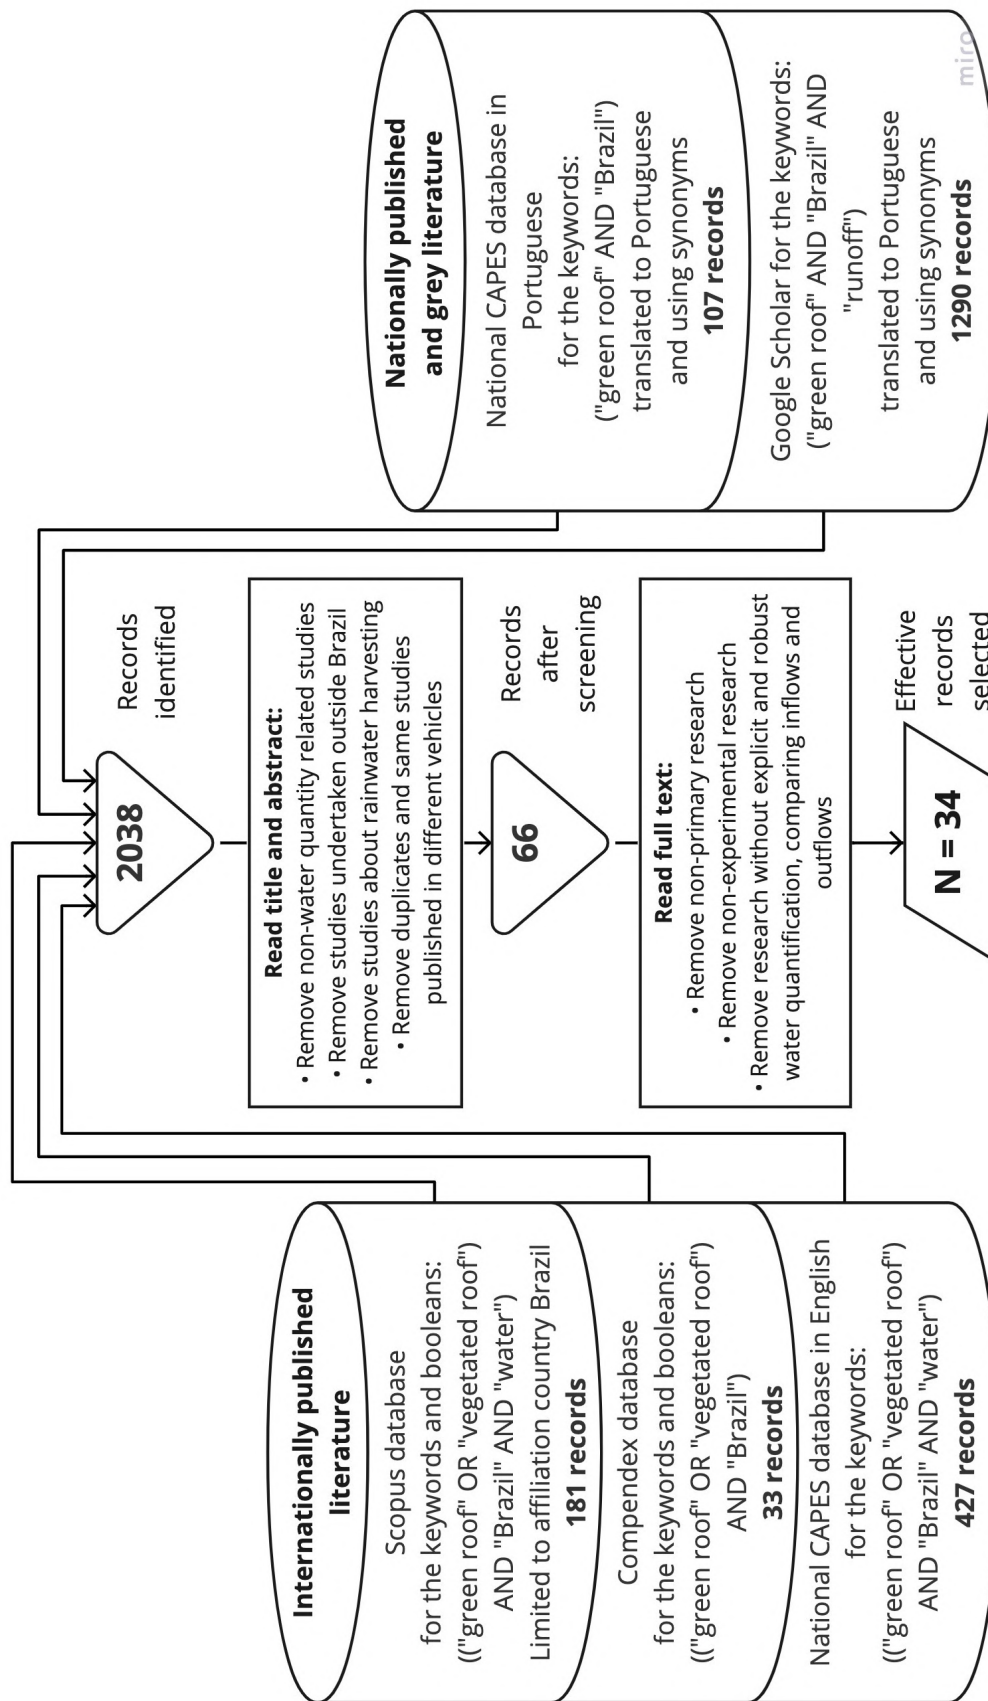 Internationally published
literature
Scopus database
for the keywords and booleans:
(("green roof" OR "vegetated roof")
AND "Brazil" AND "water")
Limited to affiliation country Brazil
181 records
Compendex database
for the keywords and booleans:
(("green roof" OR "vegetated roof")
AND "Brazil")
33 records
National CAPES database in English
for the keywords:
(("green roof" OR "vegetated roof")
AND "Brazil" AND "water")
427 records
2038
Records
identified
Read title and abstract:
• Remove non-water quantity related studies
• Remove studies undertaken outside Brazil
• Remove studies about rainwater harvesting
• Remove duplicates and same studies
published in different vehicles
66
Records
after
screening
Read full text:
• Remove non-primary research
• Remove non-experimental research
• Remove research without explicit and robust
water quantification, comparing inflows and
outflows
N = 34
Effective
records
selected
Nationally published
and grey literature
National CAPES database in
Portuguese
for the keywords:
("green roof" AND "Brazil")
translated to Portuguese
and using synonyms
107 records
Google Scholar for the keywords:
("green roof" AND "Brazil" AND
"runoff")
translated to Portuguese
and using synonyms
1290 records
miro